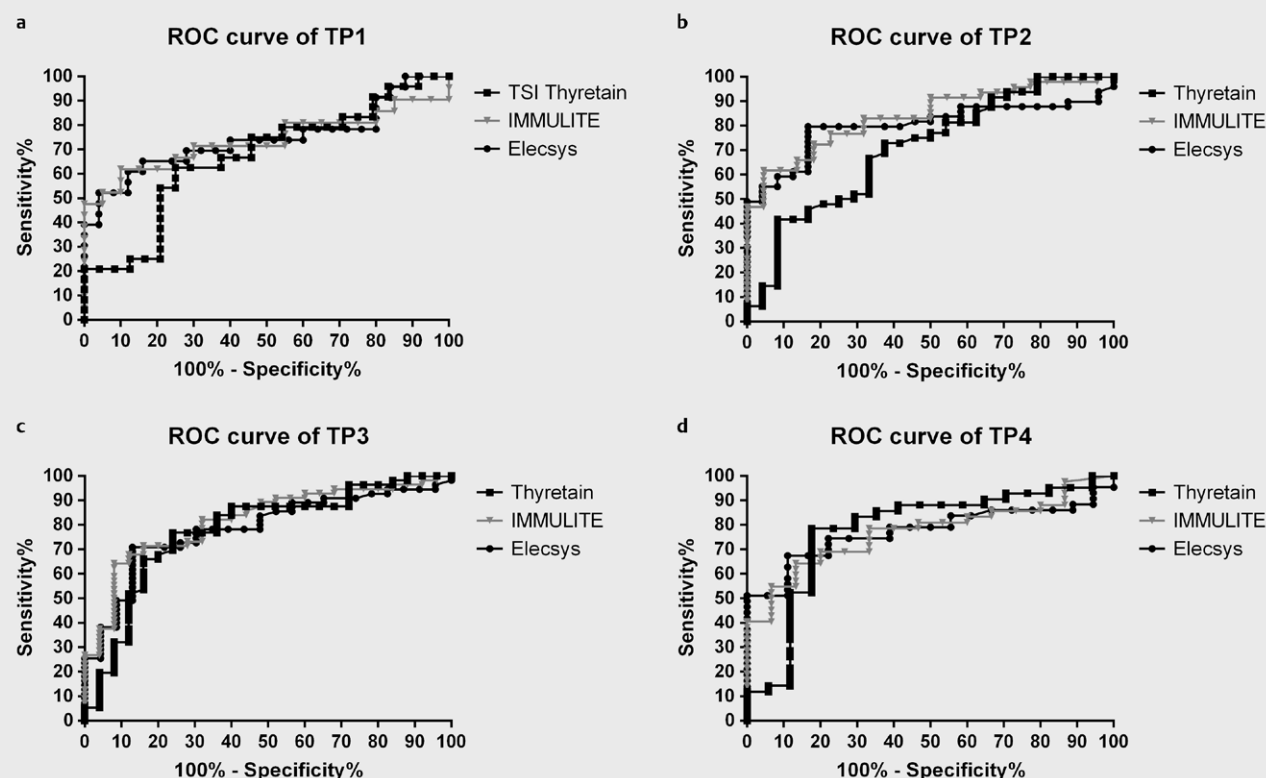 a
ROC curve of TP1
Sensitivity%
100
90
80
70
60
50
40
30
20
10
0
0 10 20 30 40 50 60 70 80 90 100
100% - Specificity%
TSI Thyretain
IMMULITE
Elecsys
b
ROC curve of TP2
Sensitivity%
100
90
80
70
60
50
40
30
20
10
0
0 10 20 30 40 50 60 70 80 90 100
100% - Specificity%
Thyretain
IMMULITE
Elecsys
c
ROC curve of TP3
Sensitivity%
100
90
80
70
60
50
40
30
20
10
0
0 10 20 30 40 50 60 70 80 90 100
100% - Specificity%
Thyretain
IMMULITE
Elecsys
d
ROC curve of TP4
Sensitivity%
100
90
80
70
60
50
40
30
20
10
0
0 10 20 30 40 50 60 70 80 90 100
100% - Specificity%
Thyretain
IMMULITE
Elecsys